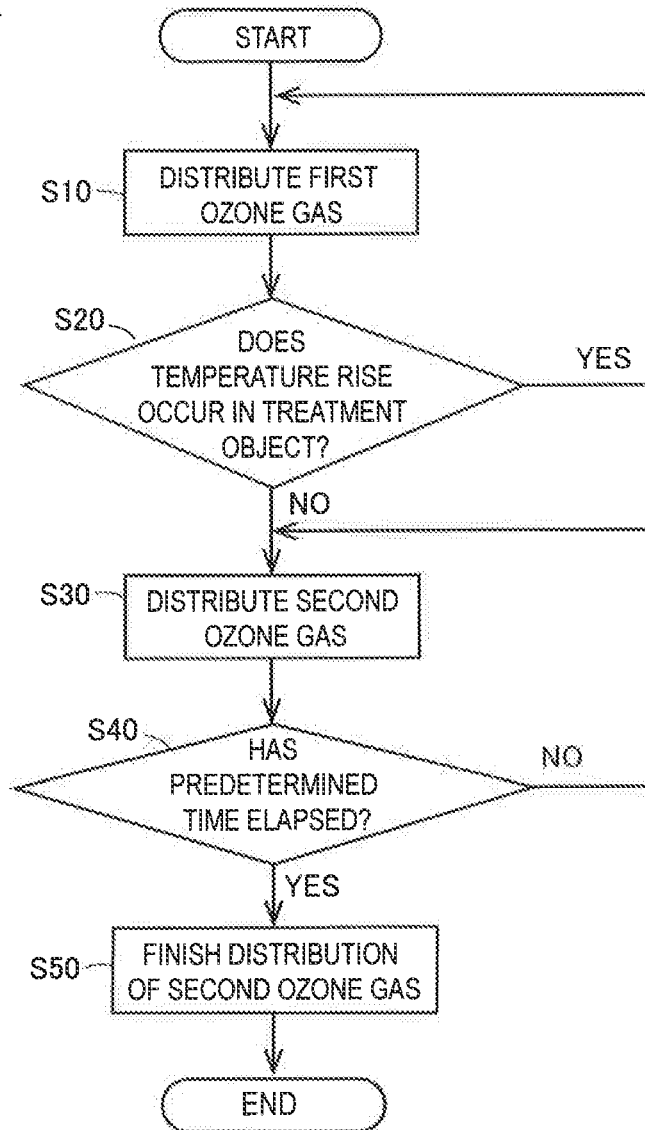 START
S10
DISTRIBUTE FIRST
OZONE GAS
S20
DOES
TEMPERATURE RISE
OCCUR IN TREATMENT
OBJECT?
YES
NO
S30
DISTRIBUTE SECOND
OZONE GAS
S40
HAS
PREDETERMINED
TIME ELAPSED?
NO
YES
S50
FINISH DISTRIBUTION
OF SECOND OZONE GAS
END